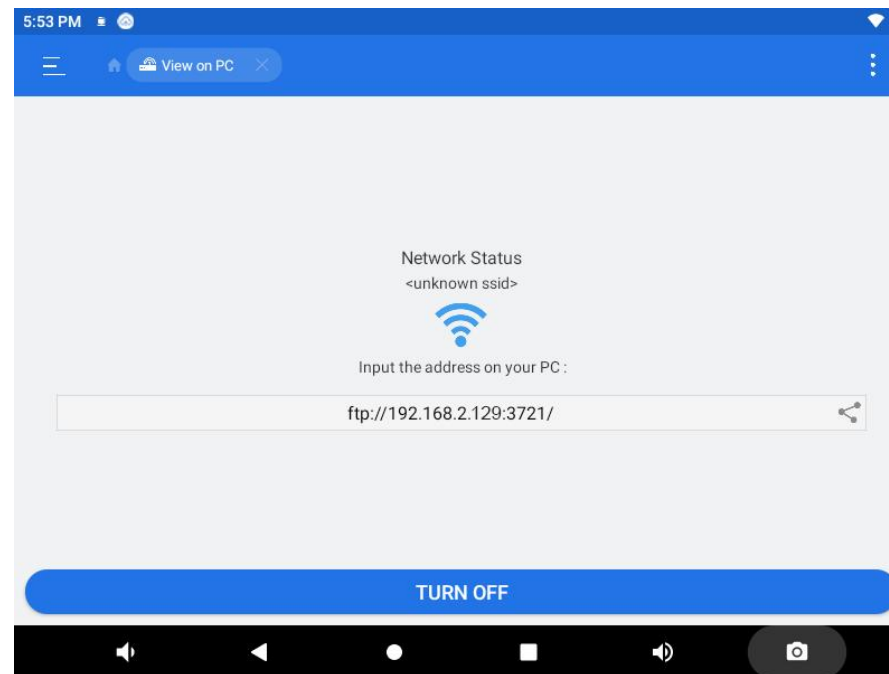 5:53 PM
View on PC
Network Status
<unknown ssid>
Input the address on your PC :
ftp://192.168.2.129:3721/
TURN OFF